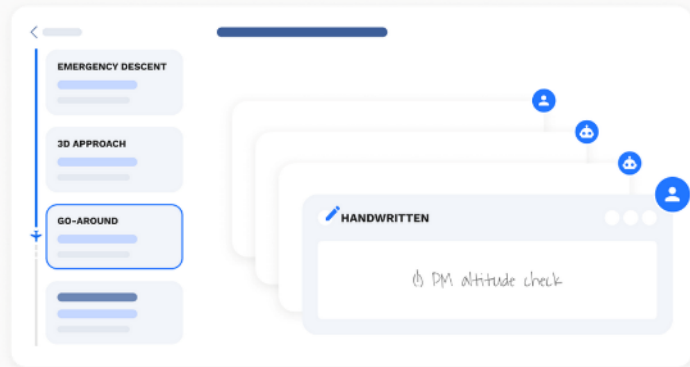 EMERGENCY DESCENT
3D APPROACH
GO-AROUND
HANDWRITTEN
PM altitude check